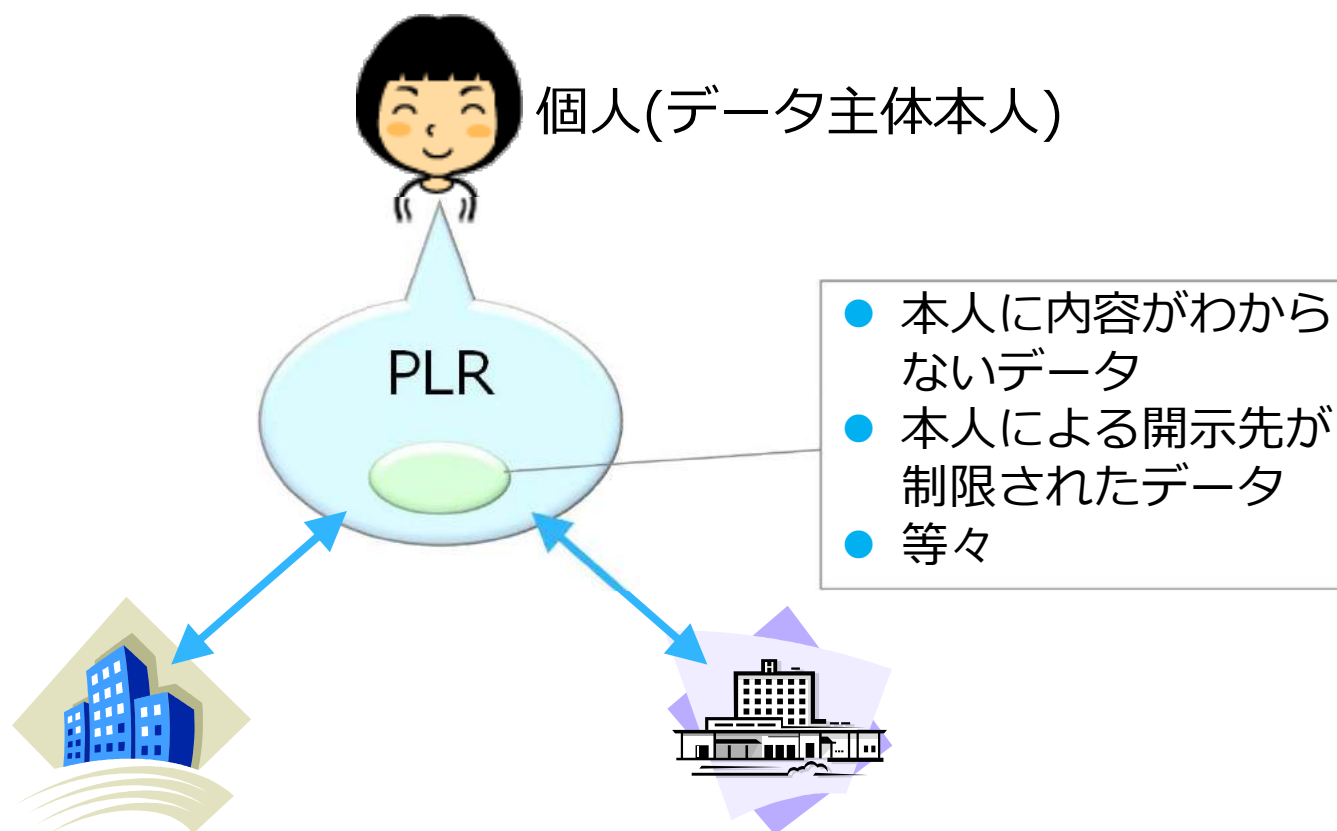 個人(データ主体本人)
PLR
● 本人に内容がわから
ないデータ
● 本人による開示先が
制限されたデータ
● 等々
H